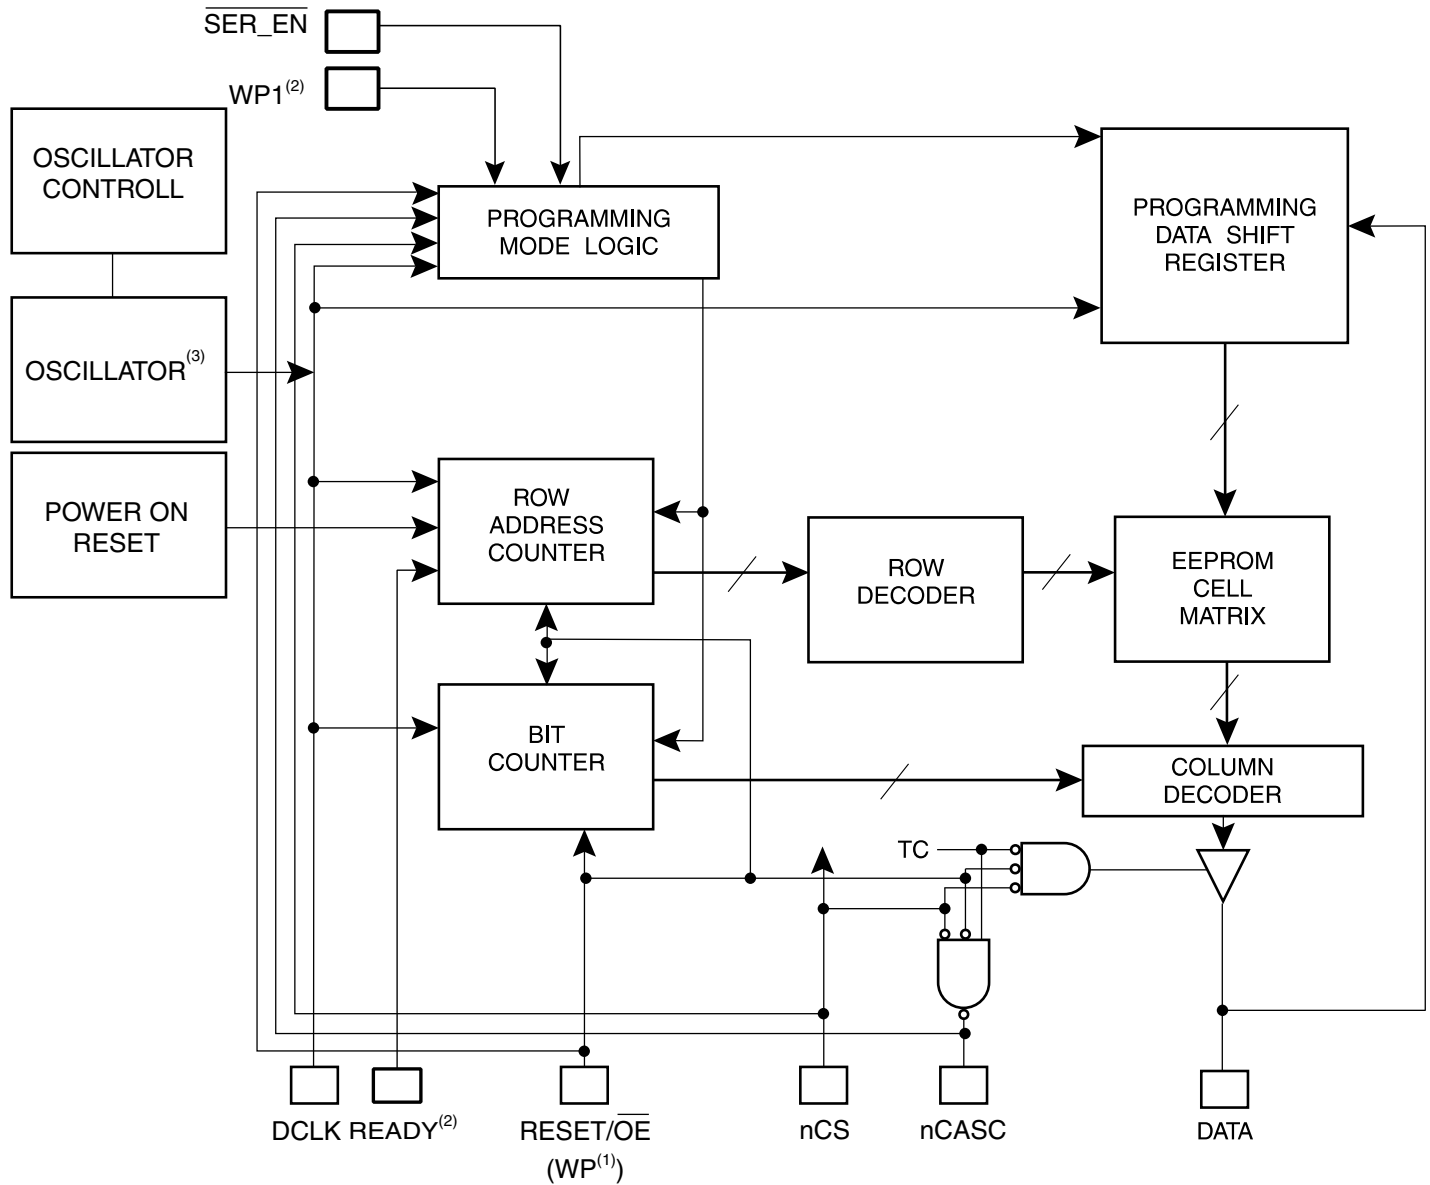 SER_EN
WP1(2)
OSCILLATOR
CONTROLL
PROGRAMMING
MODE LOGIC
PROGRAMMING
DATA SHIFT
REGISTER
OSCILLATOR(3)
POWER ON
RESET
ROW
ADDRESS
COUNTER
ROW
DECODER
EEPROM
CELL
MATRIX
BIT
COUNTER
COLUMN
DECODER
TC
DCLK
READY(2)
RESET/OE
(WP(1))
nCS
nCASC
DATA